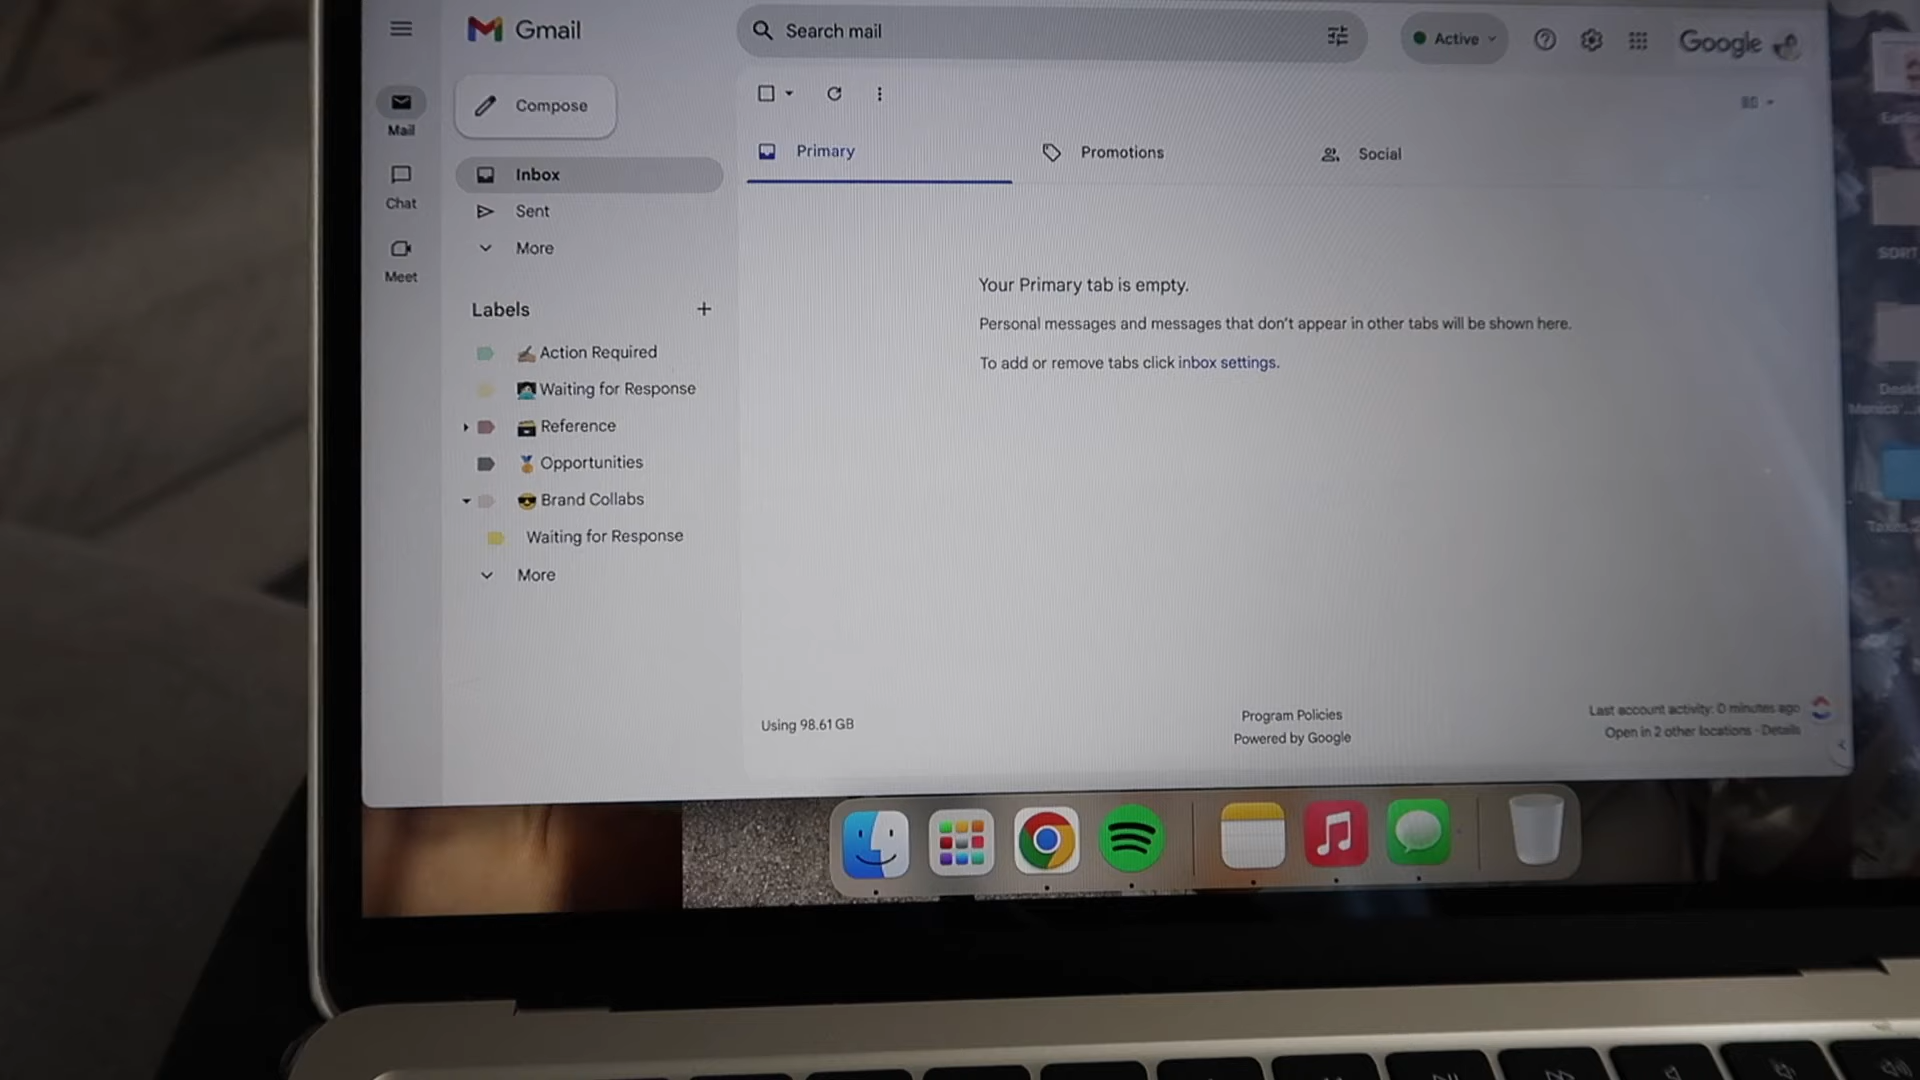 Gmail
Search mail
Active
Google
Compose
Mail
Chat
Meet
Inbox
Sent
More
Labels
Action Required
Waiting for Response
Reference
Opportunities
Brand Collabs
Waiting for Response
More
Primary
Promotions
Social
Your Primary tab is empty.
Personal messages and messages that don't appear in other tabs will be shown here.
To add or remove tabs click inbox settings.
Using 98.61 GB
Program Policies
Powered by Google
Last account activity: 0 minutes ago
Open in 2 other locations · Details